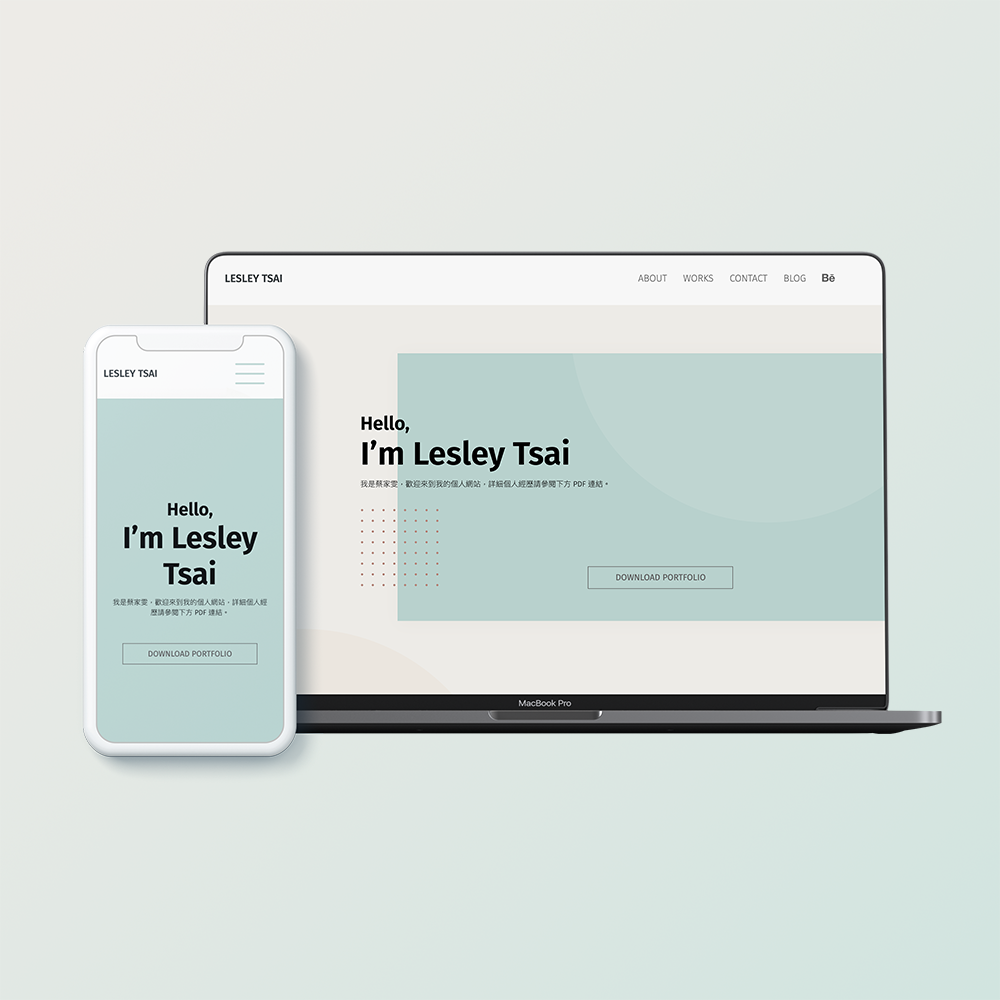 LESLEY TSAI
ABOUT WORKS CONTACT BLOG Bē
Hello,
I’m Lesley Tsai
我是蔡家雯，歡迎來到我的個人網站，詳細個人經歷請參閱下方 PDF 連結。
DOWNLOAD PORTFOLIO
MacBook Pro
LESLEY TSAI
Hello,
I’m Lesley
Tsai
我是蔡家雯，歡迎來到我的個人網站，詳細個人經
歷請參閱下方 PDF 連結。
DOWNLOAD PORTFOLIO